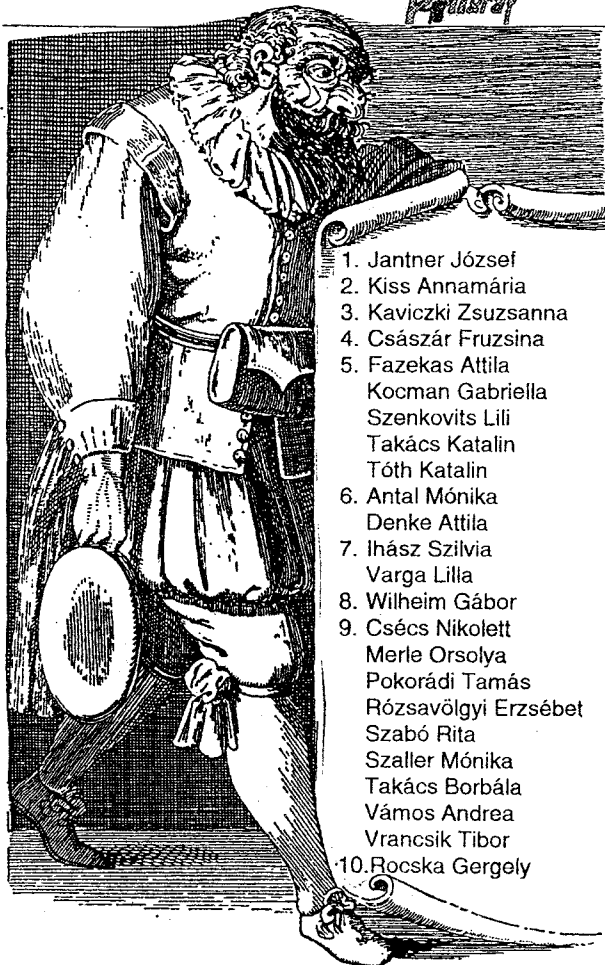 1. Jantner József
2. Kiss Annamária
3. Kaviczki Zsuzsanna
4. Császár Fruzsina
5. Fazekas Attila
Kocman Gabriella
Szenkovits Lili
Takács Katalin
Tóth Katalin
6. Antal Mónika
Denke Attila
7. Ihász Szilvia
Varga Lilla
8. Wilheim Gábor
9. Csécs Nikolett
Merle Orsolya
Pokorádi Tamás
Rózsavölgyi Erzsébet
Szabó Rita
Szaller Mónika
Takács Borbála
Vámos Andrea
Vrancsik Tibor
10.Rocska Gergely